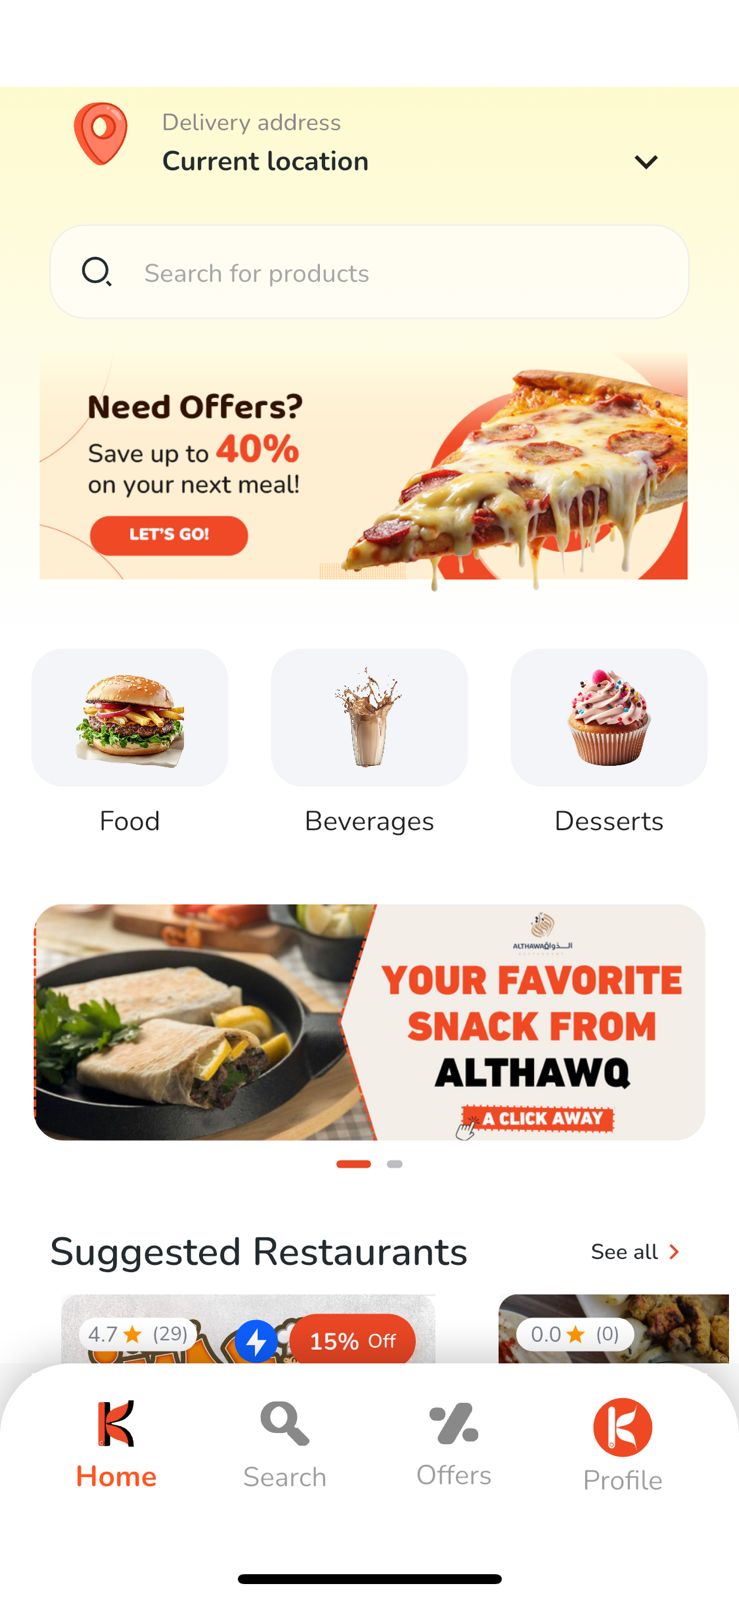 Delivery address
Current location
Search for products
Need Offers?
Save up to 40%
on your next meal!
LET'S GO!
Food
Beverages
Desserts
ALTHAWAQ الــذواق
YOUR FAVORITE
SNACK FROM
ALTHAWQ
A CLICK AWAY
Suggested Restaurants
See all
4.7 (29)
15% Off
0.0 (0)
Home
Search
Offers
Profile